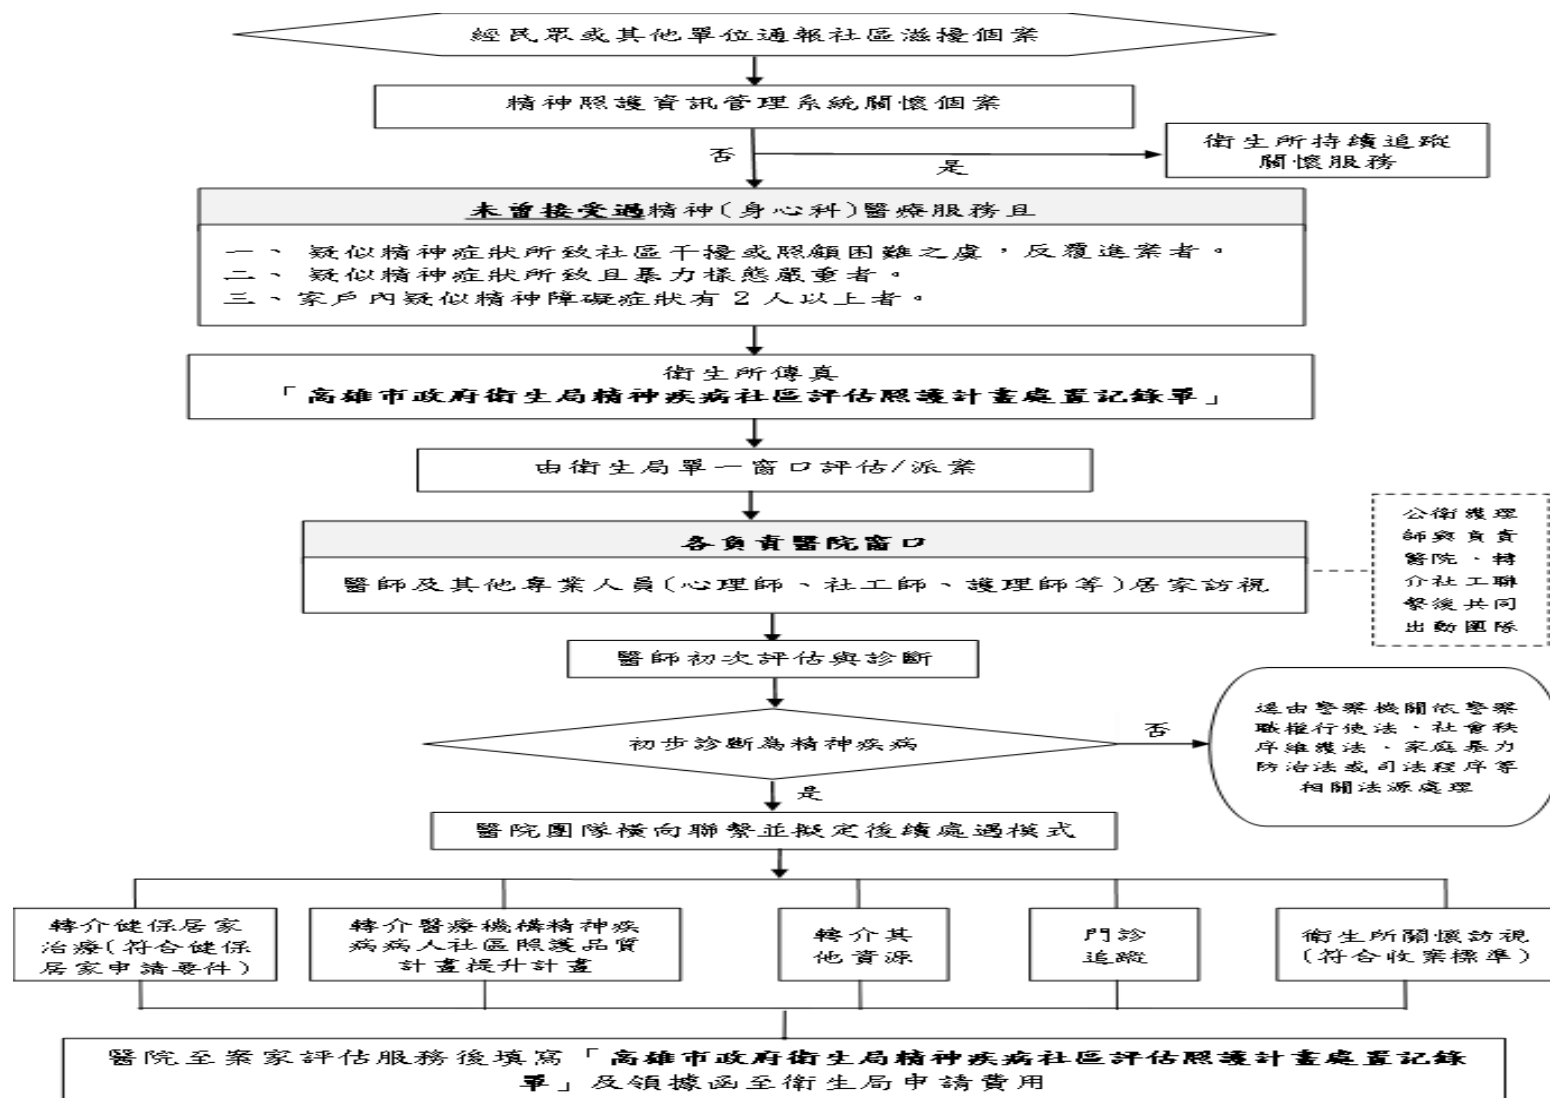 經民眾或其他單位通報社區滋擾個案
精神照護資訊管理系統關懷個案
否
是
衛生所持續追蹤
關懷服務
未曾接受過精神(身心科)醫療服務且
一、 疑似精神症狀所致社區干擾或照顧困難之虞，反覆進案者。
二、 疑似精神症狀所致且暴力樣態嚴重者。
三、家戶內疑似精神障礙症狀有 2 人以上者。
衛生所傳真
「高雄市政府衛生局精神疾病社區評估照護計畫處置記錄單」
由衛生局單一窗口評估/派案
各負責醫院窗口
醫師及其他專業人員(心理師、社工師、護理師等)居家訪視
公衛護理
師與負責
醫院、轉
介社工聯
繫後共同
出動團隊
醫師初次評估與診斷
初步診斷為精神疾病
否
逕由警察機關依警察
職權行使法、社會秩
序維護法、家庭暴力
防治法或司法程序等
相關法源處理
是
醫院團隊橫向聯繫並擬定後續處遇模式
轉介健保居家
治療(符合健保
居家申請要件)
轉介醫療機構精神疾
病病人社區照護品質
計畫提升計畫
轉介其
他資源
門診
追蹤
衛生所關懷訪視
(符合收案標準)
醫院至案家評估服務後填寫「高雄市政府衛生局精神疾病社區評估照護計畫處置記錄
單」及領據函至衛生局申請費用